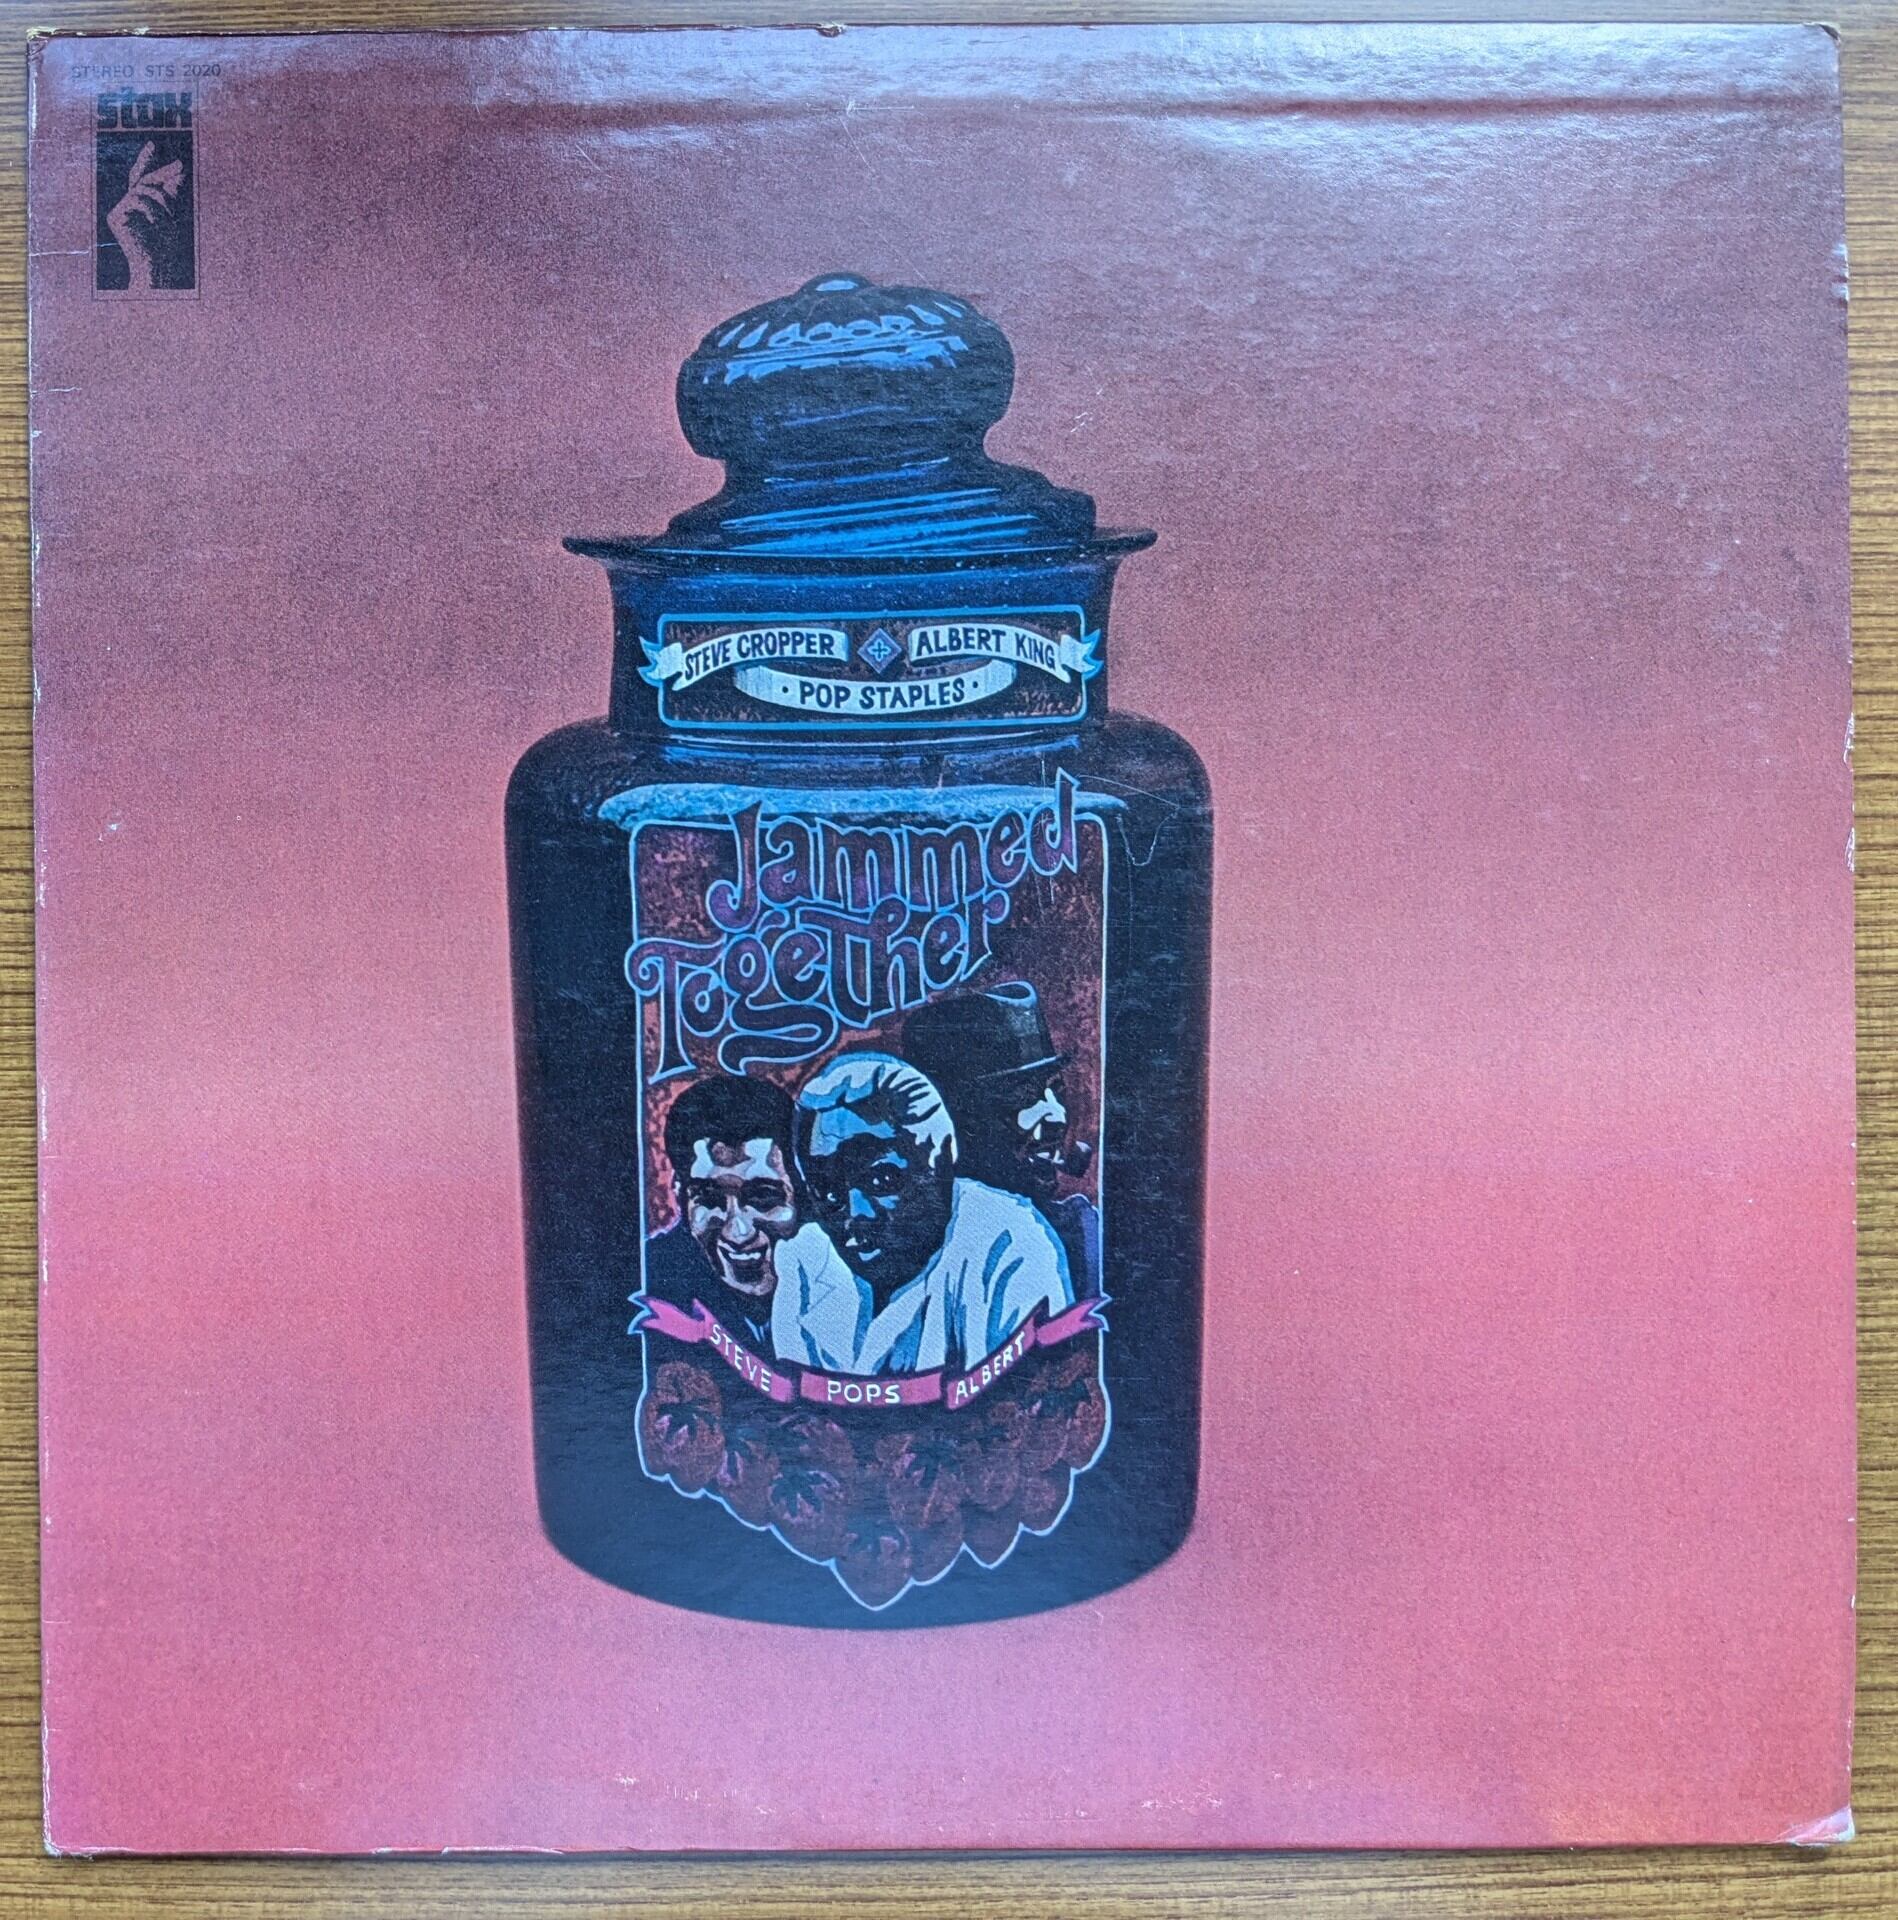 STEREO STS 2020
stax
STEVE CROPPER ALBERT KING
· POP STAPLES ·
Jammed
Together
STEVE POPS ALBERT